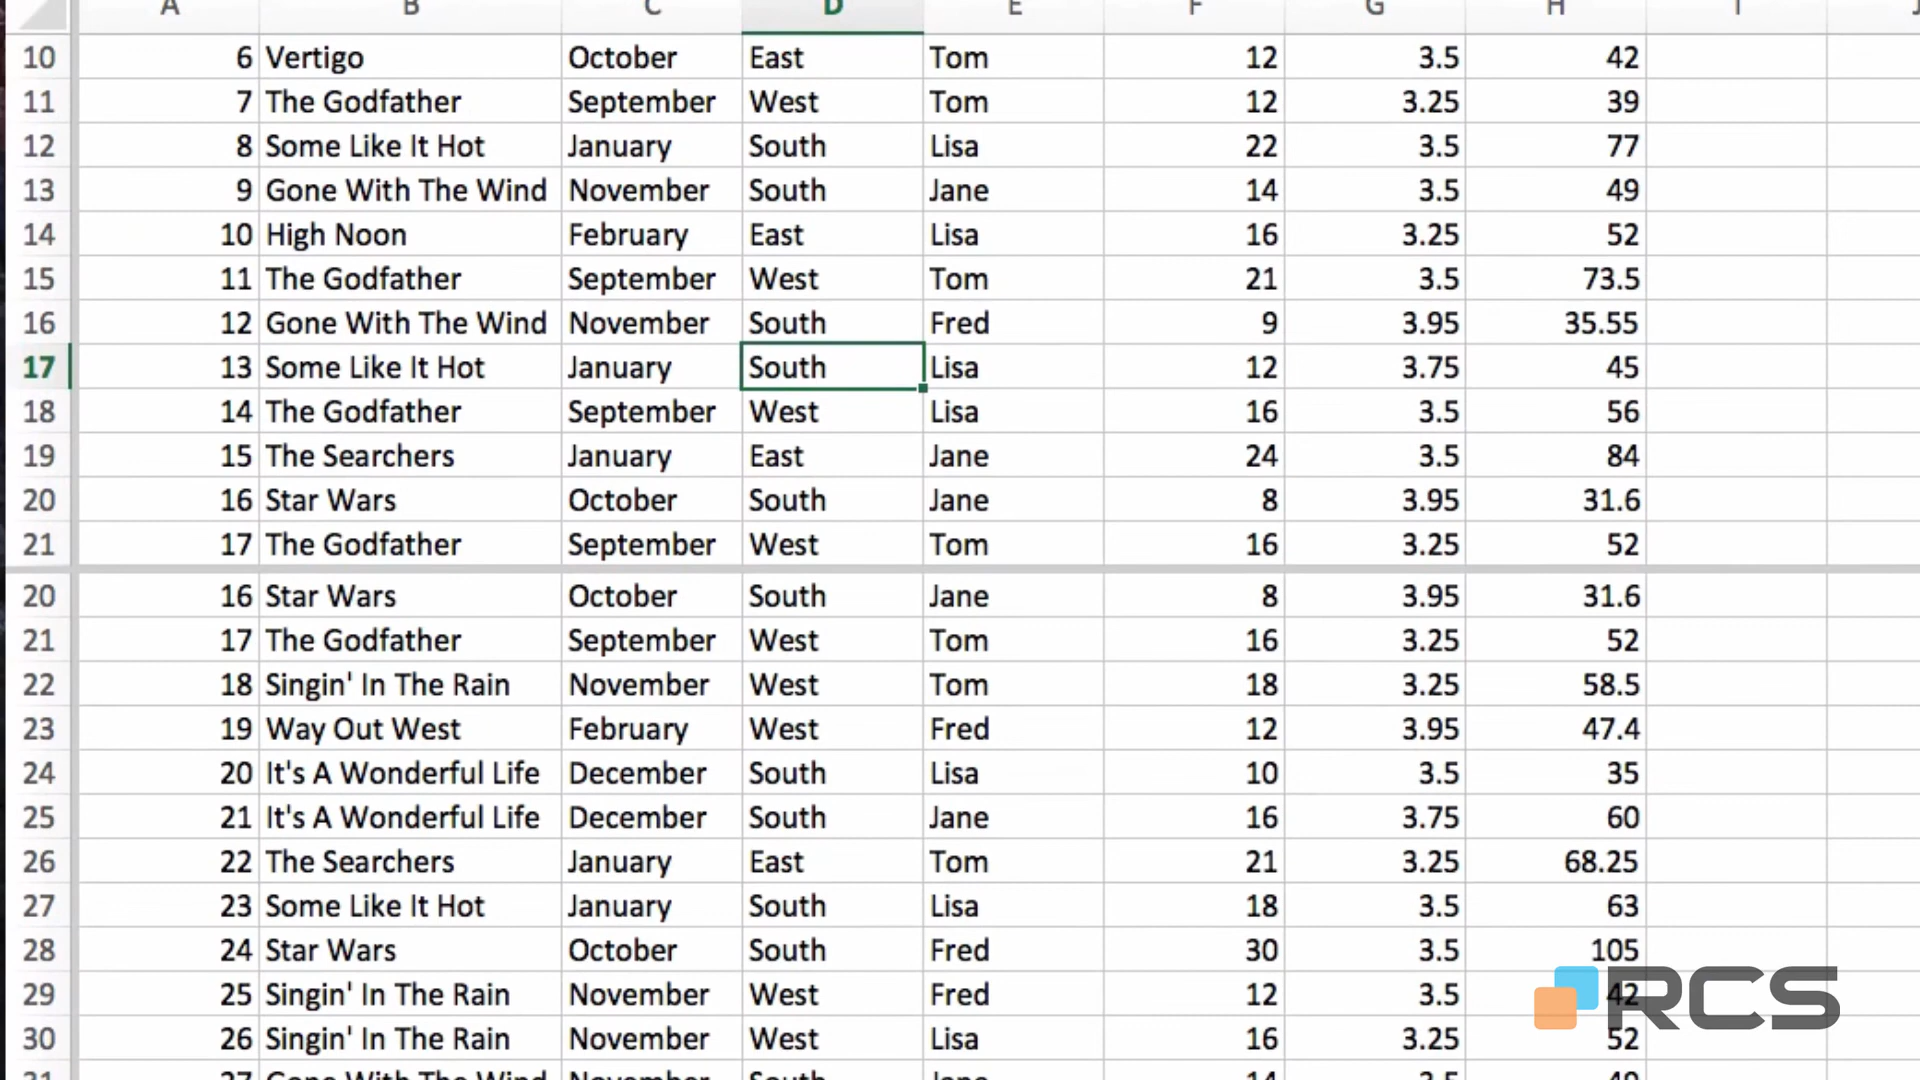 A B C D E F G H I J
10 6 Vertigo October East Tom 12 3.5 42
11 7 The Godfather September West Tom 12 3.25 39
12 8 Some Like It Hot January South Lisa 22 3.5 77
13 9 Gone With The Wind November South Jane 14 3.5 49
14 10 High Noon February East Lisa 16 3.25 52
15 11 The Godfather September West Tom 21 3.5 73.5
16 12 Gone With The Wind November South Fred 9 3.95 35.55
17 13 Some Like It Hot January South Lisa 12 3.75 45
18 14 The Godfather September West Lisa 16 3.5 56
19 15 The Searchers January East Jane 24 3.5 84
20 16 Star Wars October South Jane 8 3.95 31.6
21 17 The Godfather September West Tom 16 3.25 52
20 16 Star Wars October South Jane 8 3.95 31.6
21 17 The Godfather September West Tom 16 3.25 52
22 18 Singin' In The Rain November West Tom 18 3.25 58.5
23 19 Way Out West February West Fred 12 3.95 47.4
24 20 It's A Wonderful Life December South Lisa 10 3.5 35
25 21 It's A Wonderful Life December South Jane 16 3.75 60
26 22 The Searchers January East Tom 21 3.25 68.25
27 23 Some Like It Hot January South Lisa 18 3.5 63
28 24 Star Wars October South Fred 30 3.5 105
29 25 Singin' In The Rain November West Fred 12 3.5 42
30 26 Singin' In The Rain November West Lisa 16 3.25 52
31 27 Gone With The Wind November South Jane 14 3.5 49
RCS